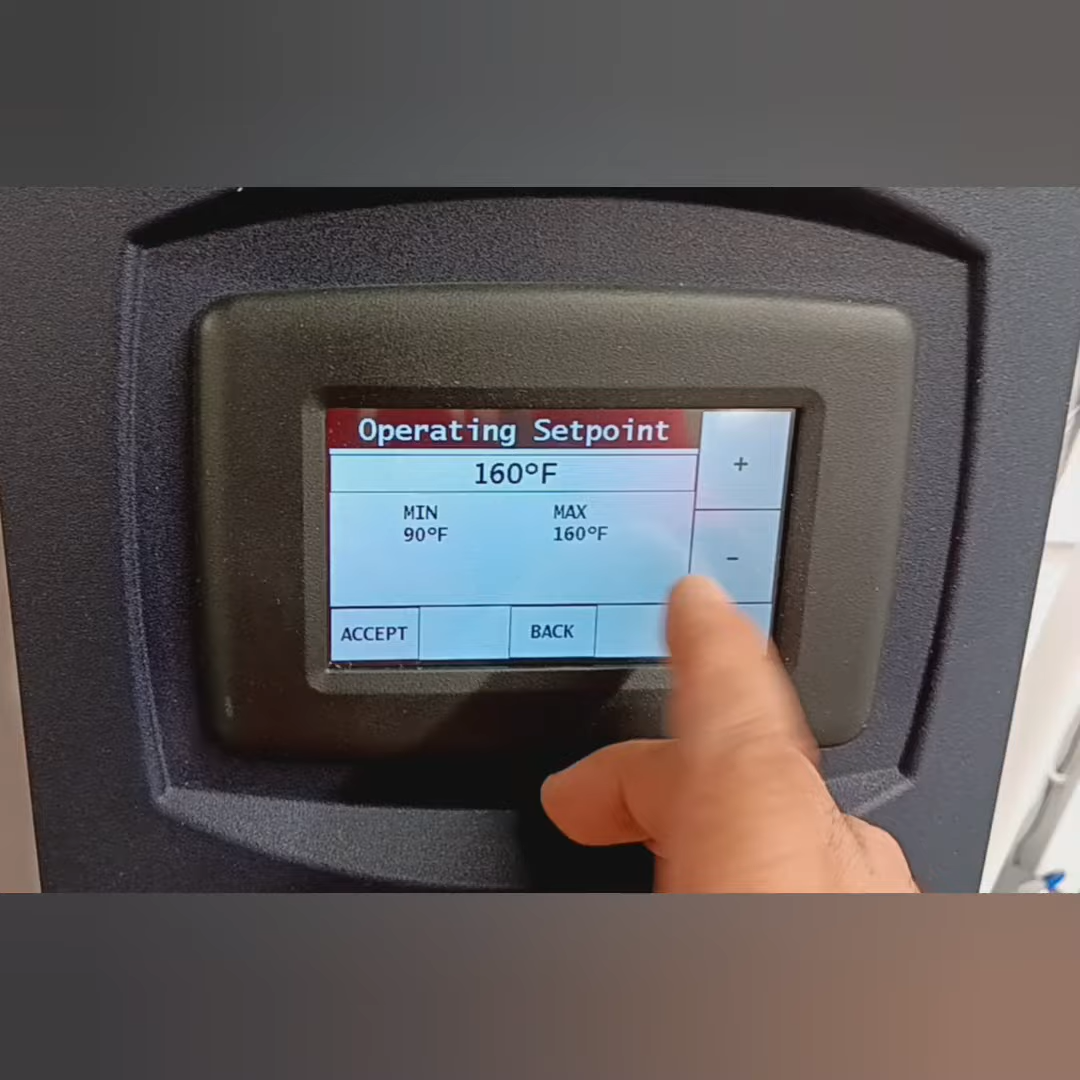 Operating Setpoint
160°F
+
MIN
90°F
MAX
160°F
-
ACCEPT
BACK